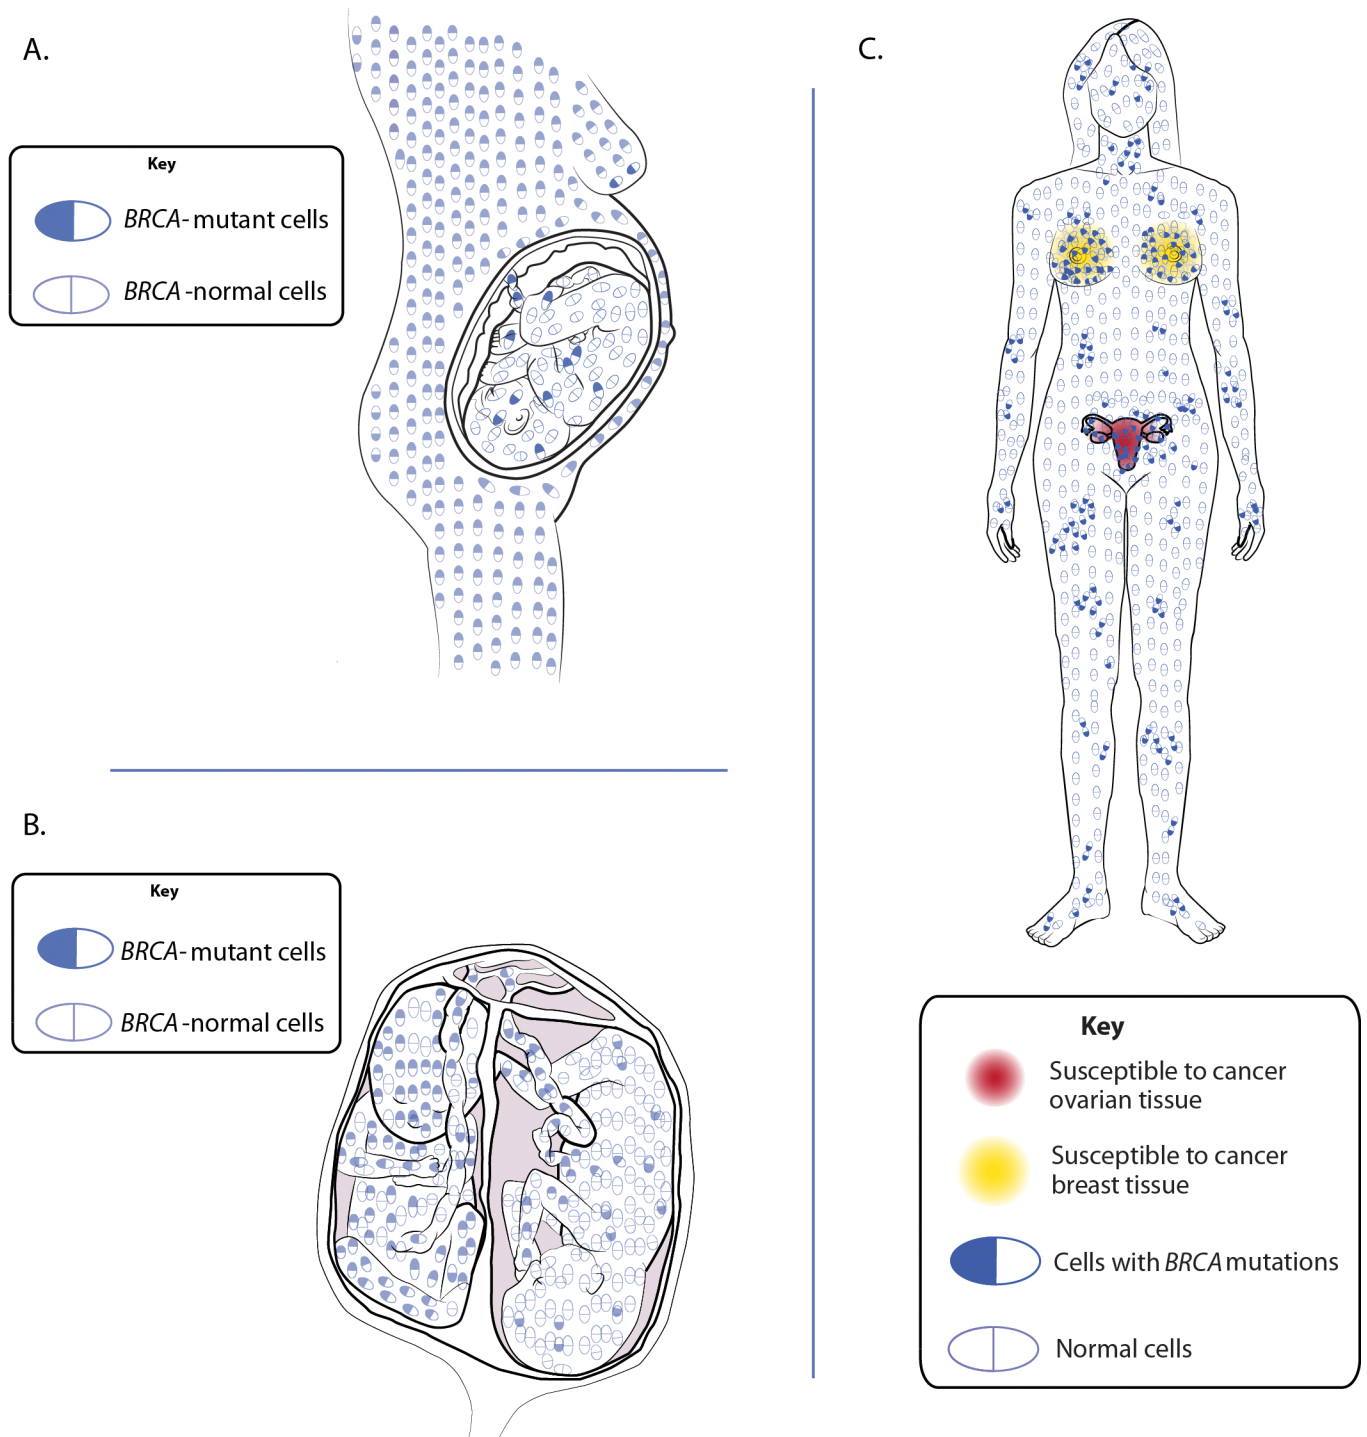 A.
Key
BRCA- mutant cells
BRCA -normal cells
B.
Key
BRCA- mutant cells
BRCA -normal cells
C.
Key
Susceptible to cancer
ovarian tissue
Susceptible to cancer
breast tissue
Cells with BRCA mutations
Normal cells